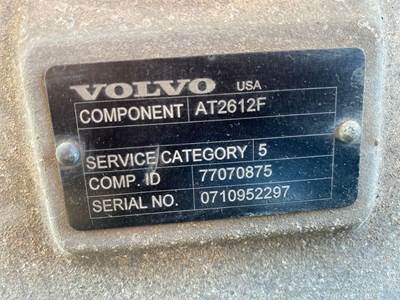 VOLVO USA
COMPONENT AT2612F
SERVICE CATEGORY 5
COMP. ID 77070875
SERIAL NO. 0710952297